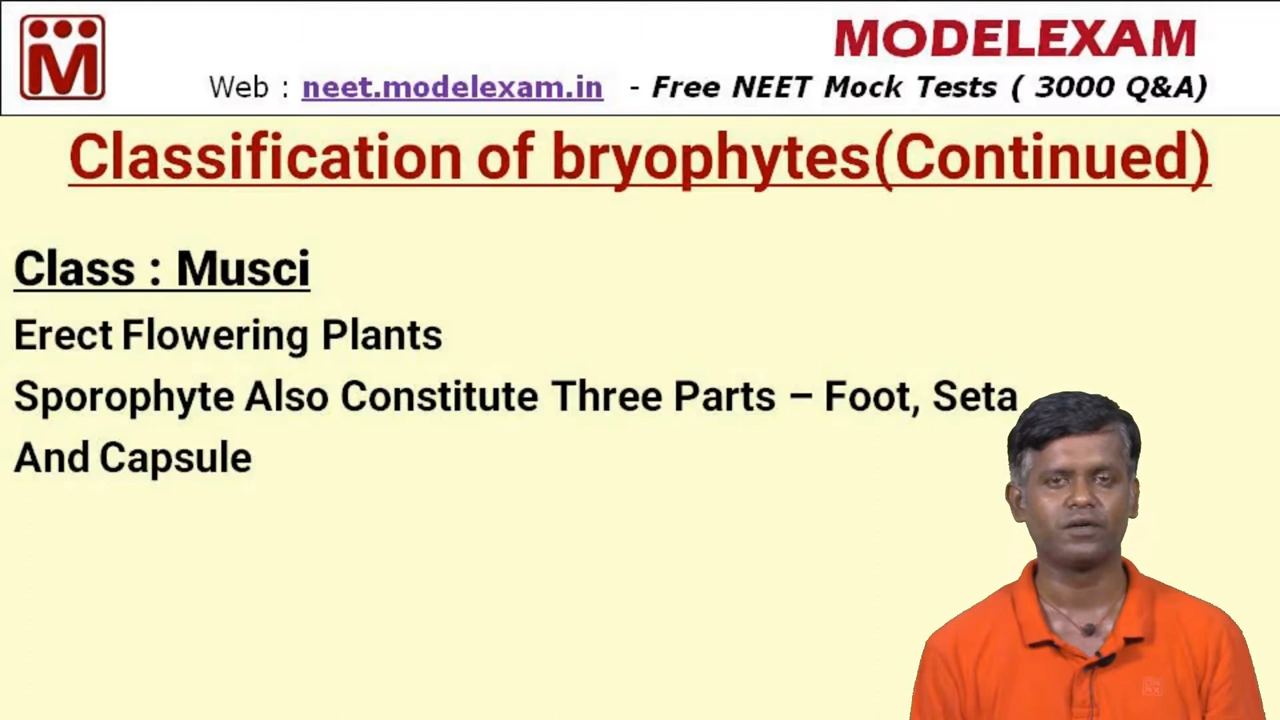 M
MODELEXAM
Web : neet.modelexam.in - Free NEET Mock Tests ( 3000 Q&A)
Classification of bryophytes(Continued)
Class : Musci
Erect Flowering Plants
Sporophyte Also Constitute Three Parts – Foot, Seta
And Capsule